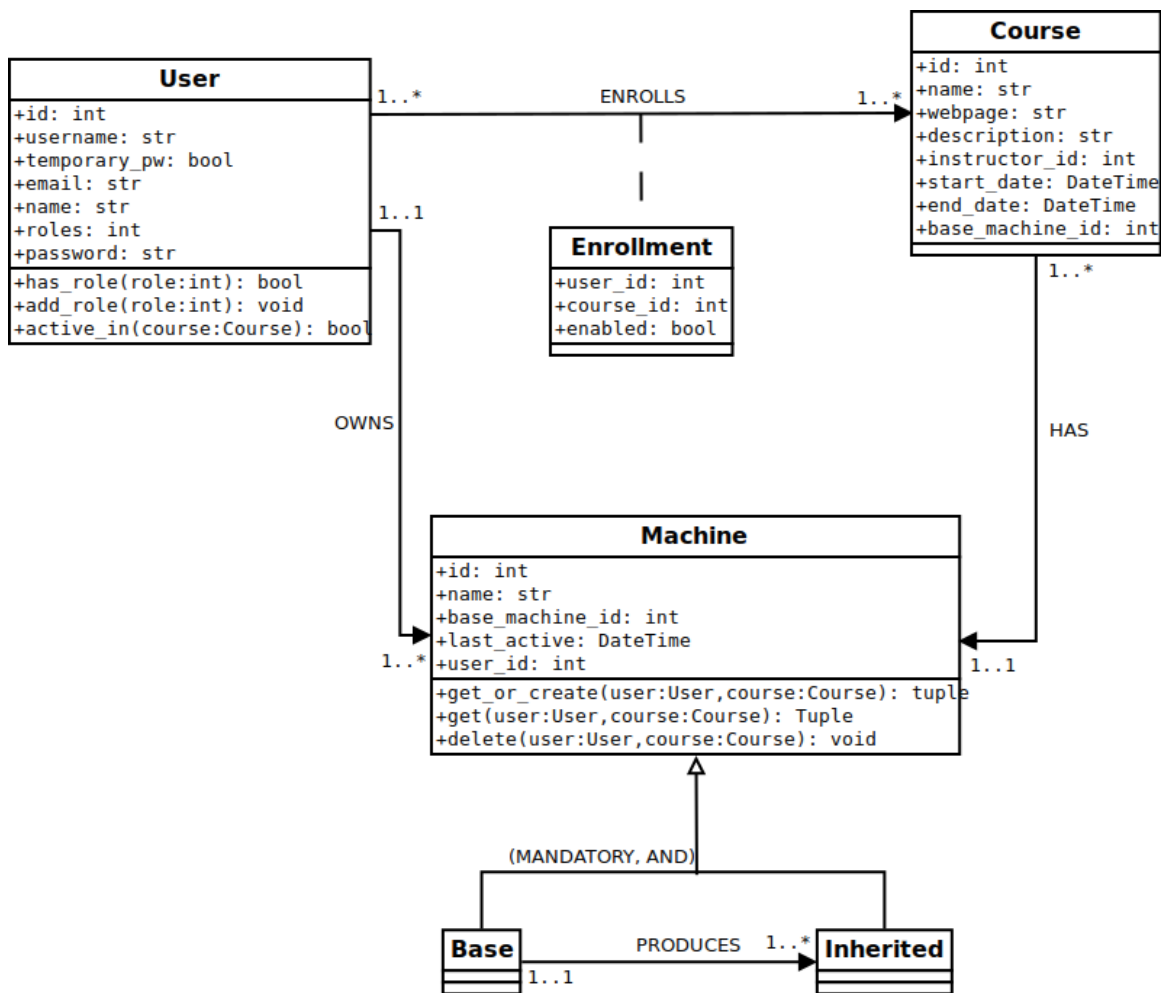 User
+id: int
+username: str
+temporary_pw: bool
+email: str
+name: str
+roles: int
+password: str
+has_role(role:int): bool
+add_role(role:int): void
+active_in(course:Course): bool
1..*
ENROLLS
1..*
Course
+id: int
+name: str
+webpage: str
+description: str
+instructor_id: int
+start_date: DateTime
+end_date: DateTime
+base_machine_id: int
1..1
Enrollment
+user_id: int
+course_id: int
+enabled: bool
1..*
OWNS
HAS
Machine
+id: int
+name: str
+base_machine_id: int
+last_active: DateTime
+user_id: int
+get_or_create(user:User,course:Course): tuple
+get(user:User,course:Course): Tuple
+delete(user:User,course:Course): void
1..*
1..1
(MANDATORY, AND)
Base
PRODUCES
1..*
1..1
Inherited